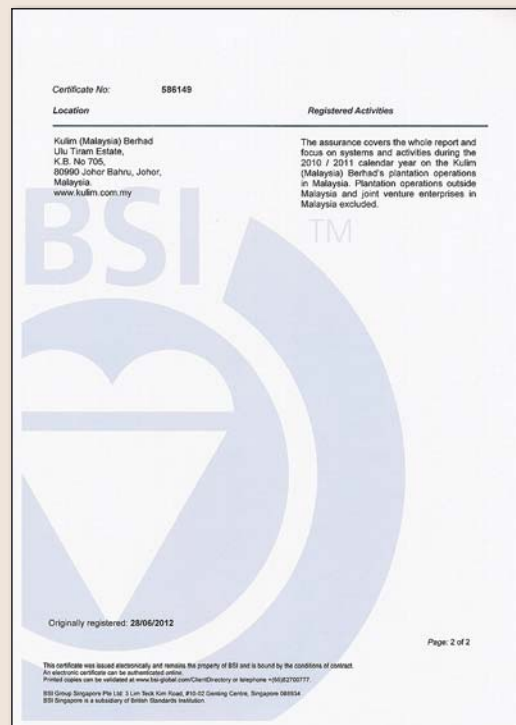 Certificate No: 586149
Location Registered Activities
Kulim (Malaysia) Berhad
Ulu Tiram Estate,
K.B. No 705,
80990 Johor Bahru, Johor,
Malaysia.
www.kulim.com.my
The assurance covers the whole report and
focus on systems and activities during the
2010 / 2011 calendar year on the Kulim
(Malaysia) Berhad's plantation operations
in Malaysia. Plantation operations outside
Malaysia and joint venture enterprises in
Malaysia excluded.
BSI
TM
Originally registered: 28/06/2012
Page: 2 of 2
This certificate was issued electronically and remains the property of BSI and is bound by the conditions of contract.
An electronic certificate can be authenticated online.
Printed copies can be validated at www.bsi-global.com/ClientDirectory or telephone +(65)62700777.
BSI Group Singapore Pte Ltd: 3 Lim Teck Kim Road, #10-02 Genting Centre, Singapore 088934
BSI Singapore is a subsidiary of British Standards Institution.